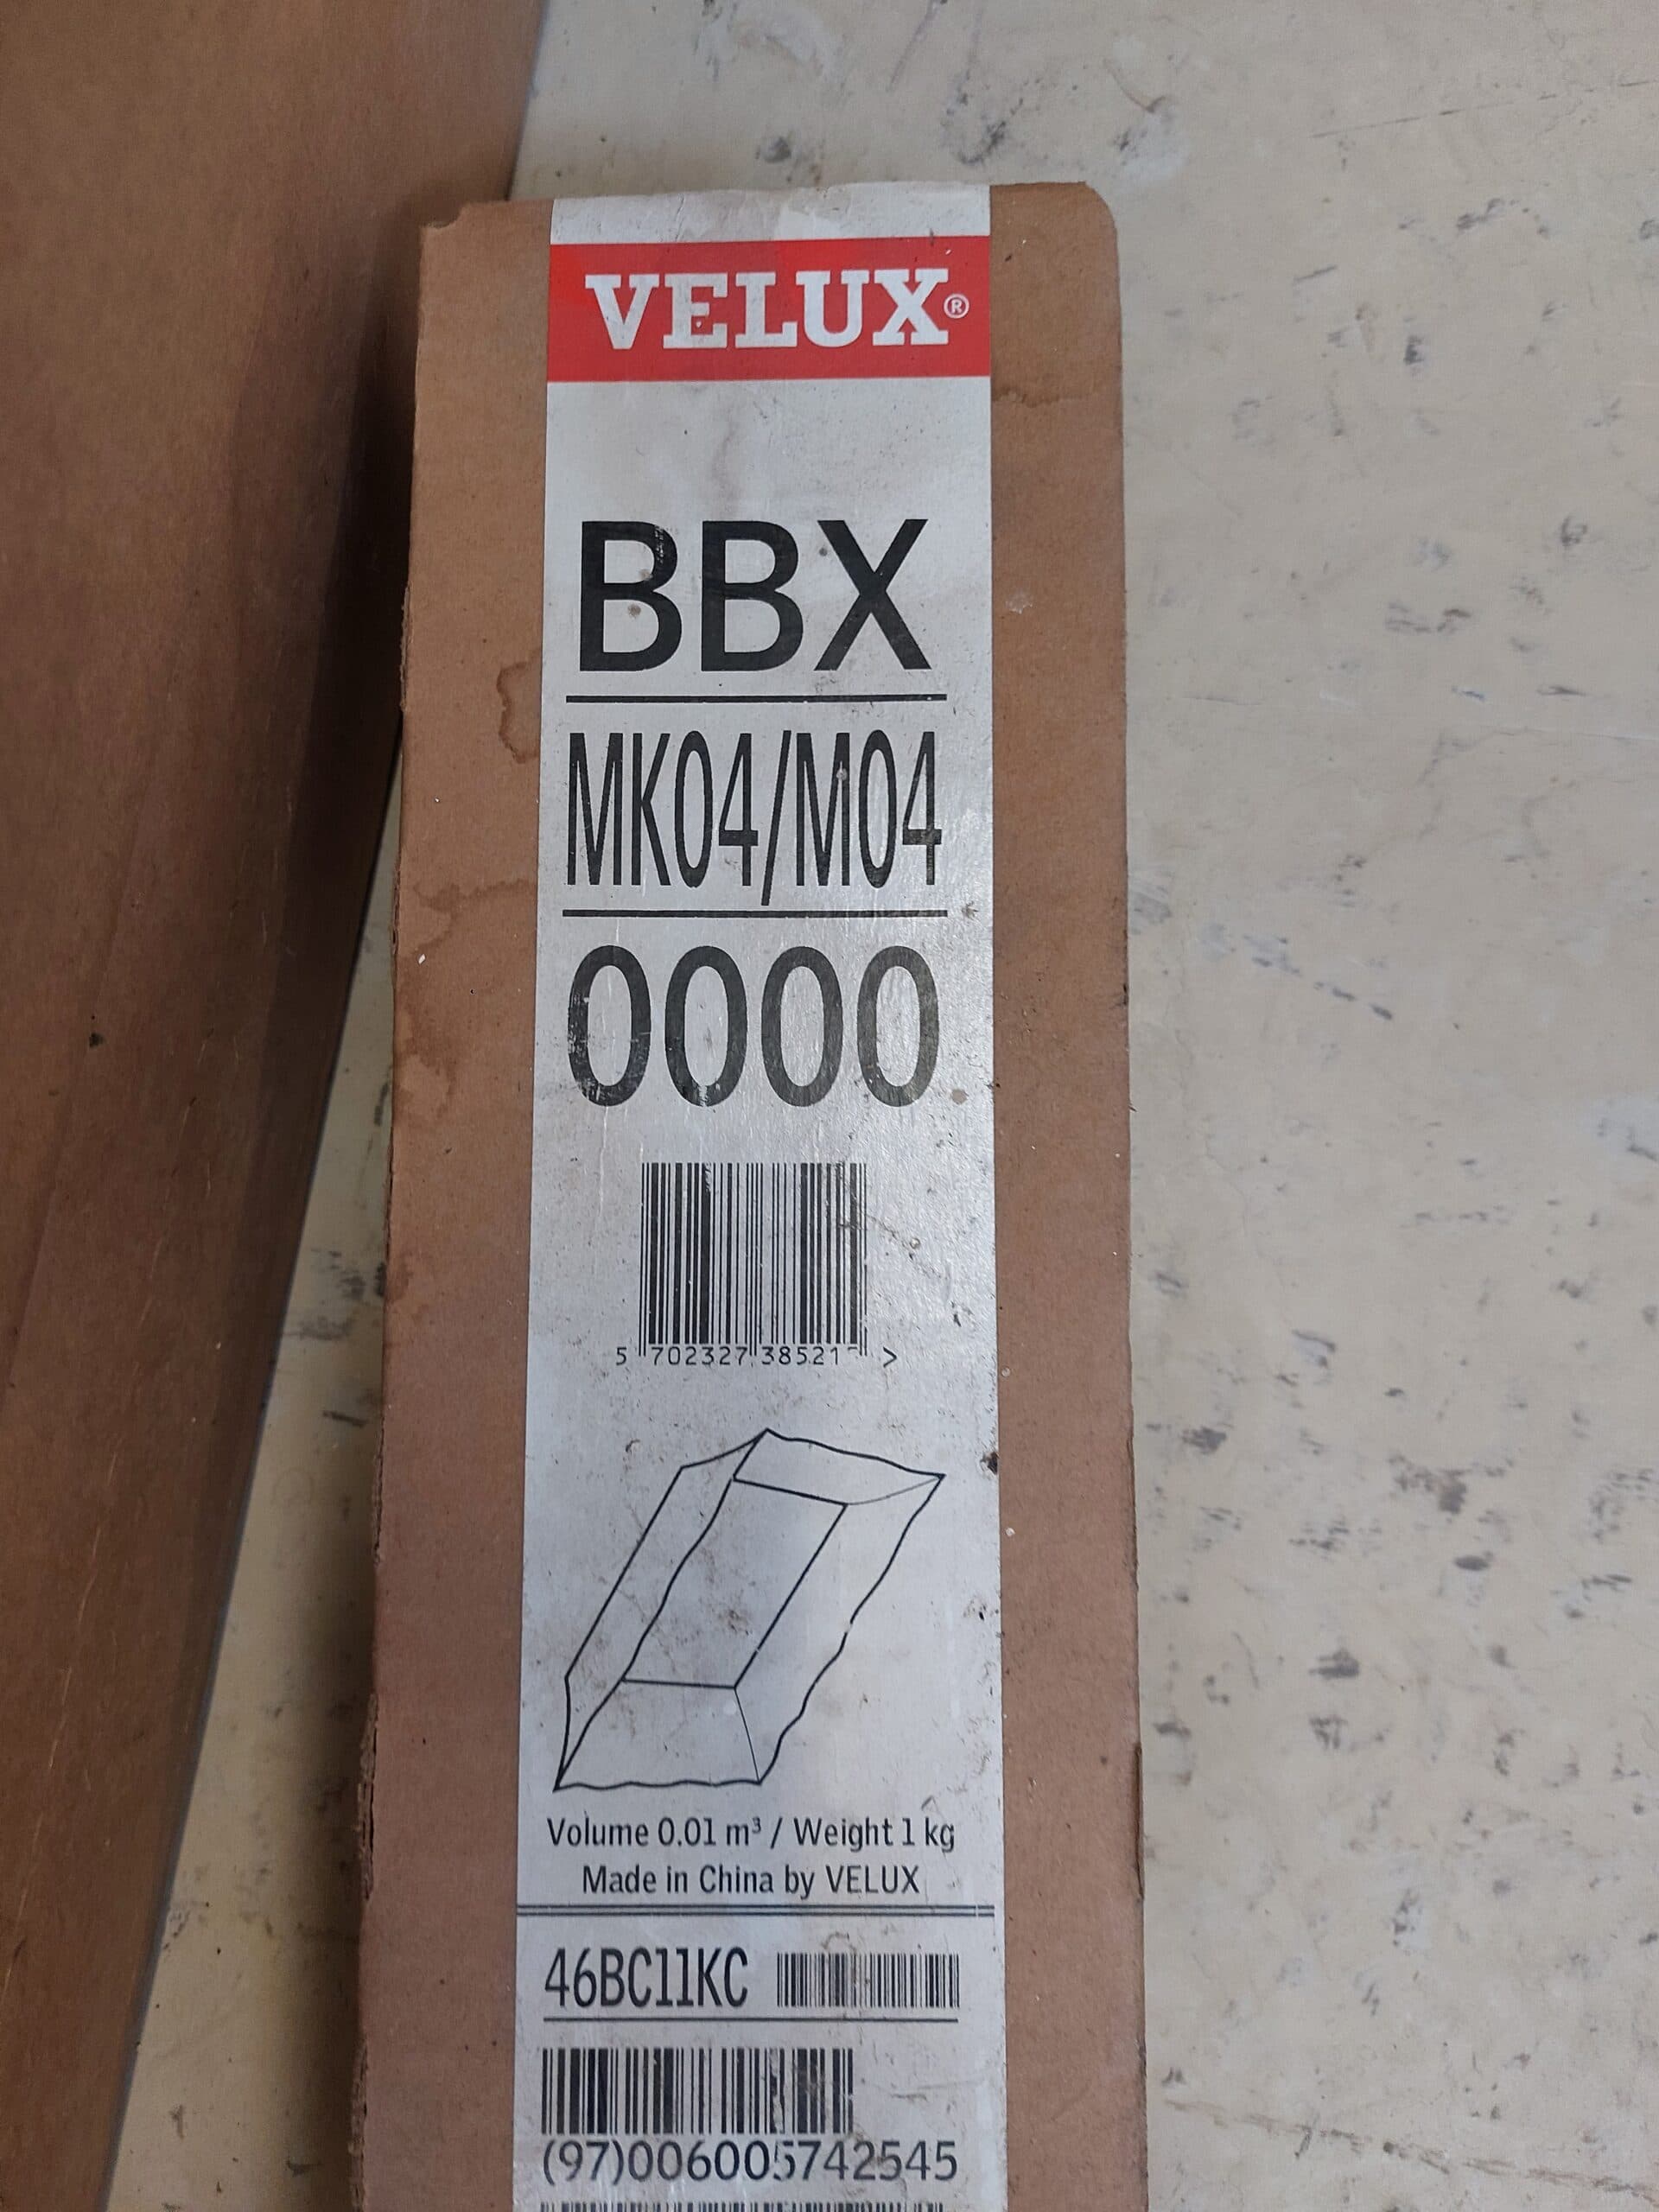 VELUX®
BBX
MK04/M04
0000
5 702327 38521 >
Volume 0.01 m³ / Weight 1 kg
Made in China by VELUX
46BC11KC
(97)006005742545